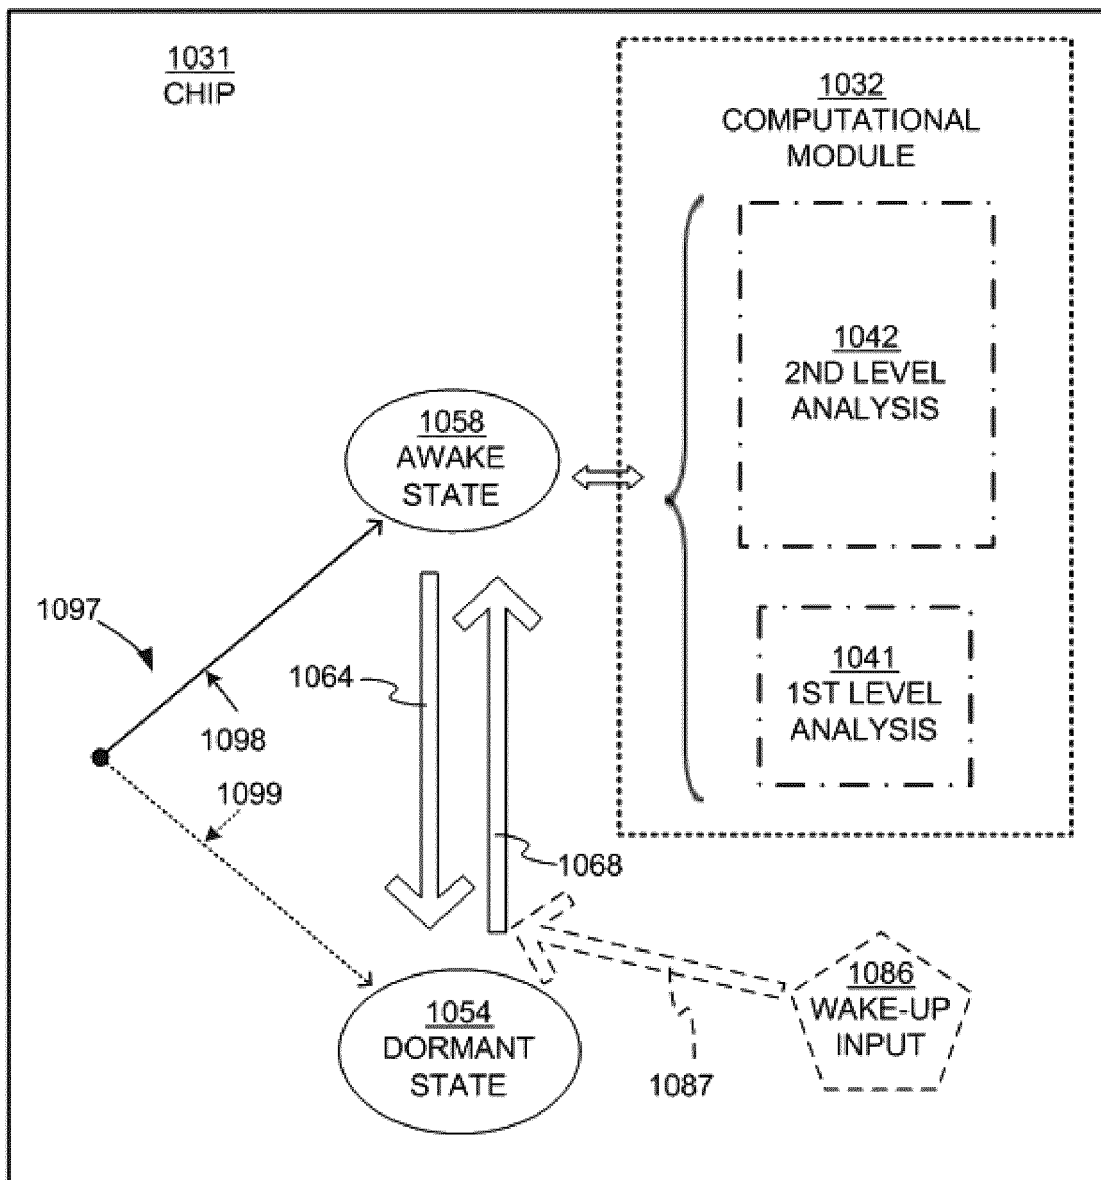 1031
CHIP
1032
COMPUTATIONAL
MODULE
1042
2ND LEVEL
ANALYSIS
1058
AWAKE
STATE
1097
1064
1098
1099
1041
1ST LEVEL
ANALYSIS
1068
1054
DORMANT
STATE
1086
WAKE-UP
INPUT
1087